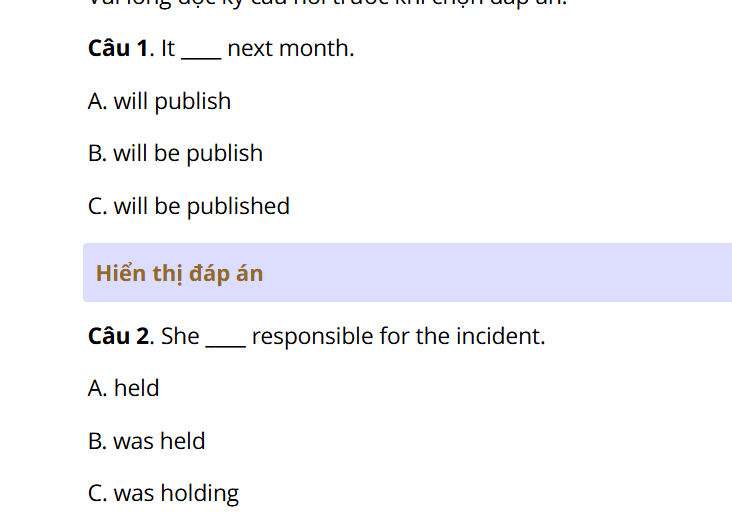 Câu 1. It ____ next month.
A. will publish
B. will be publish
C. will be published
Hiển thị đáp án
Câu 2. She ____ responsible for the incident.
A. held
B. was held
C. was holding